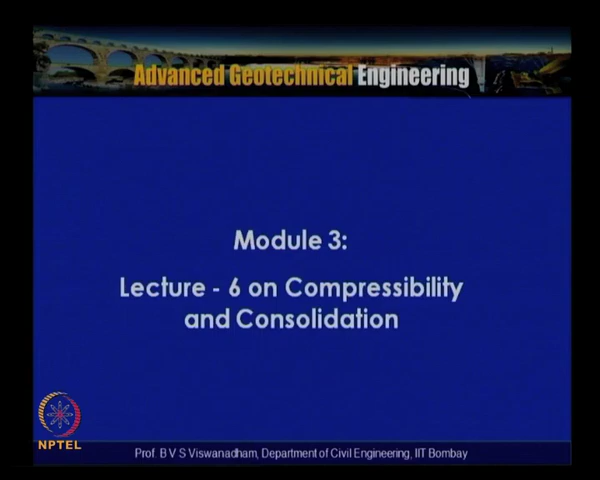 Advanced Geotechnical Engineering
Module 3:
Lecture - 6 on Compressibility
and Consolidation
NPTEL
Prof. B V S Viswanadham, Department of Civil Engineering, IIT Bombay